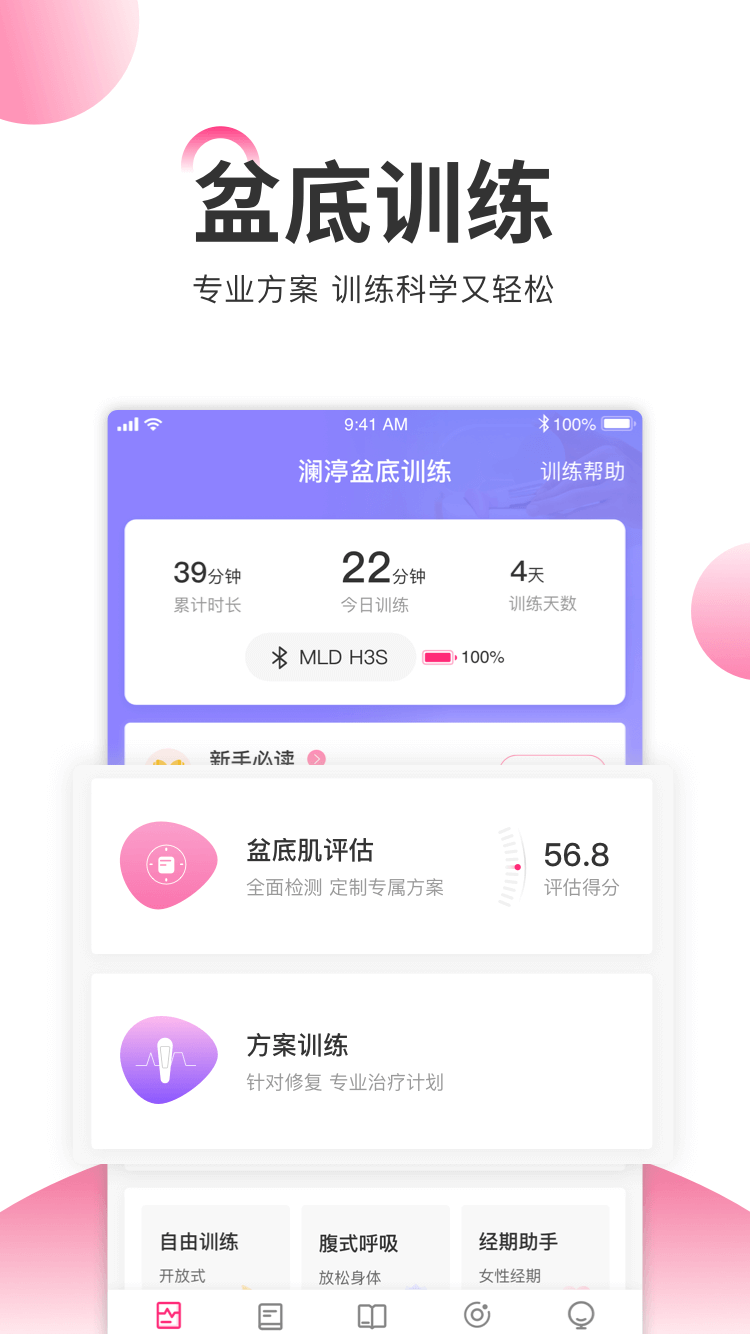 盆底训练
专业方案 训练科学又轻松
9:41 AM
100%
澜渟盆底训练
训练帮助
39分钟
22分钟
4天
累计时长
今日训练
训练天数
MLD H3S
100%
新手必读
盆底肌评估
全面检测 定制专属方案
56.8
评估得分
方案训练
针对修复 专业治疗计划
自由训练
腹式呼吸
经期助手
开放式
放松身体
女性经期